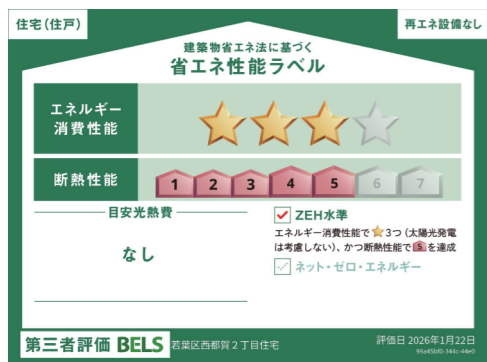 住宅(住戸)
再エネ設備なし
建築物省エネ法に基づく
省エネ性能ラベル
エネルギー
消費性能
断熱性能
1 2 3 4 5 6 7
目安光熱費
なし
ZEH水準
エネルギー消費性能で★3つ(太陽光発電
は考慮しない)、かつ断熱性能で5を達成
ネット・ゼロ・エネルギー
第三者評価 BELS
若葉区西都賀2丁目住宅
評価日 2026年1月22日